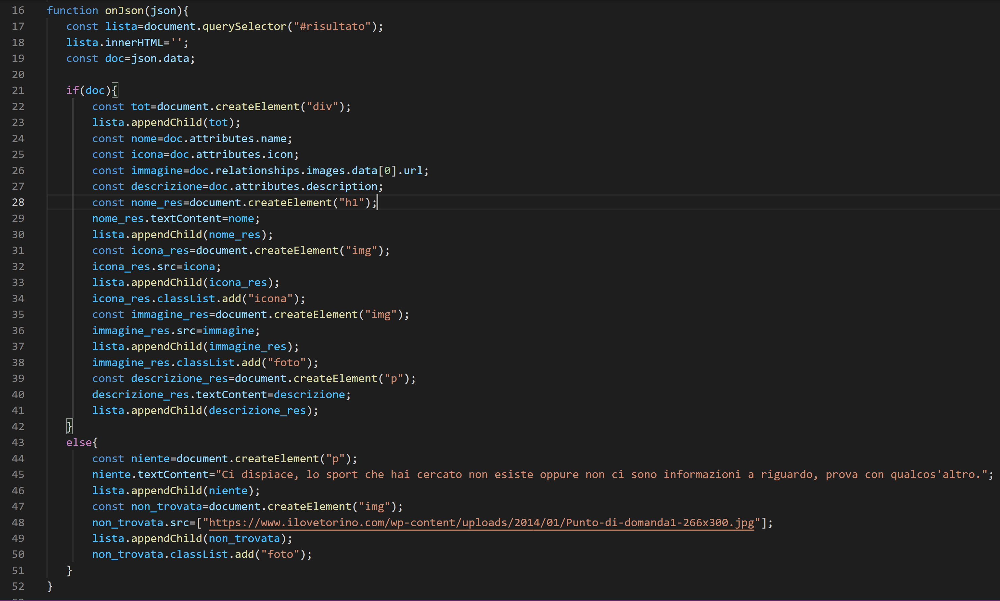 16 function onJson(json){
17 const lista=document.querySelector("#risultato");
18 lista.innerHTML='';
19 const doc=json.data;
20
21 if(doc){
22 const tot=document.createElement("div");
23 lista.appendChild(tot);
24 const nome=doc.attributes.name;
25 const icona=doc.attributes.icon;
26 const immagine=doc.relationships.images.data[0].url;
27 const descrizione=doc.attributes.description;
28 const nome_res=document.createElement("h1");
29 nome_res.textContent=nome;
30 lista.appendChild(nome_res);
31 const icona_res=document.createElement("img");
32 icona_res.src=icona;
33 lista.appendChild(icona_res);
34 icona_res.classList.add("icona");
35 const immagine_res=document.createElement("img");
36 immagine_res.src=immagine;
37 lista.appendChild(immagine_res);
38 immagine_res.classList.add("foto");
39 const descrizione_res=document.createElement("p");
40 descrizione_res.textContent=descrizione;
41 lista.appendChild(descrizione_res);
42 }
43 else{
44 const niente=document.createElement("p");
45 niente.textContent="Ci dispiace, lo sport che hai cercato non esiste oppure non ci sono informazioni a riguardo, prova con qualcos'altro.";
46 lista.appendChild(niente);
47 const non_trovata=document.createElement("img");
48 non_trovata.src=["https://www.ilovetorino.com/wp-content/uploads/2014/01/Punto-di-domanda1-266x300.jpg"];
49 lista.appendChild(non_trovata);
50 non_trovata.classList.add("foto");
51 }
52 }